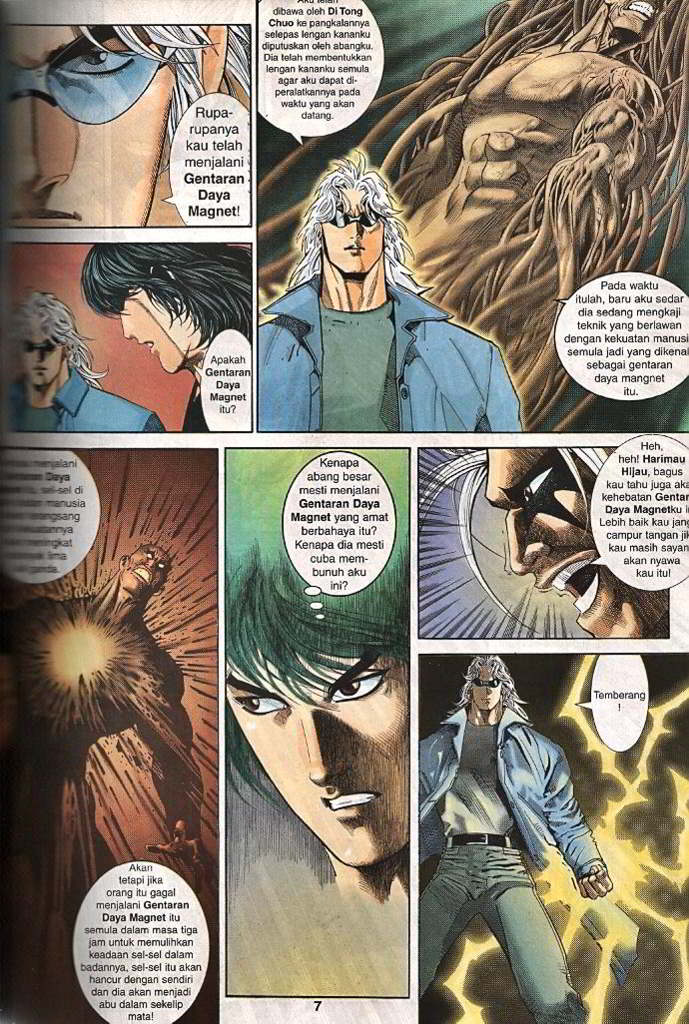 Rupa-
rupanya
kau telah
menjalani
Gentaran
Daya
Magnet!
Aku telah
dibawa oleh Di Tong
Chuo ke pangkalannya
selepas lengan kananku
diputuskan oleh abangku.
Dia telah membentukkan
lengan kananku semula
agar aku dapat di-
peralatkannya pada
waktu yang akan
datang.
Apakah
Gentaran
Daya
Magnet
itu?
Pada waktu
itulah, baru aku sedar
dia sedang mengkaji
teknik yang berlawan
dengan kekuatan manusi
semula jadi yang dikenal
sebagai gentaran
daya mangnet
itu.
menjalani
Daya
sel-sel di
manusia
Akan
tetapi jika
orang itu gagal
menjalani Gentaran
Daya Magnet itu
semula dalam masa tiga
jam untuk memulihkan
keadaan sel-sel dalam
badannya, sel-sel itu akan
hancur dengan sendiri
dan dia akan menjadi
abu dalam sekelip
mata!
Kenapa
abang besar
mesti menjalani
Gentaran Daya
Magnet yang amat
berbahaya itu?
Kenapa dia mesti
cuba mem-
bunuh aku
ini?
Heh,
heh! Harimau
Hijau, bagus
kau tahu juga aka
kehebatan Gentar
Daya Magnetku i
Lebih baik kau jang
campur tangan jik
kau masih sayan
akan nyawa
kau itu!
Temberang
!
7